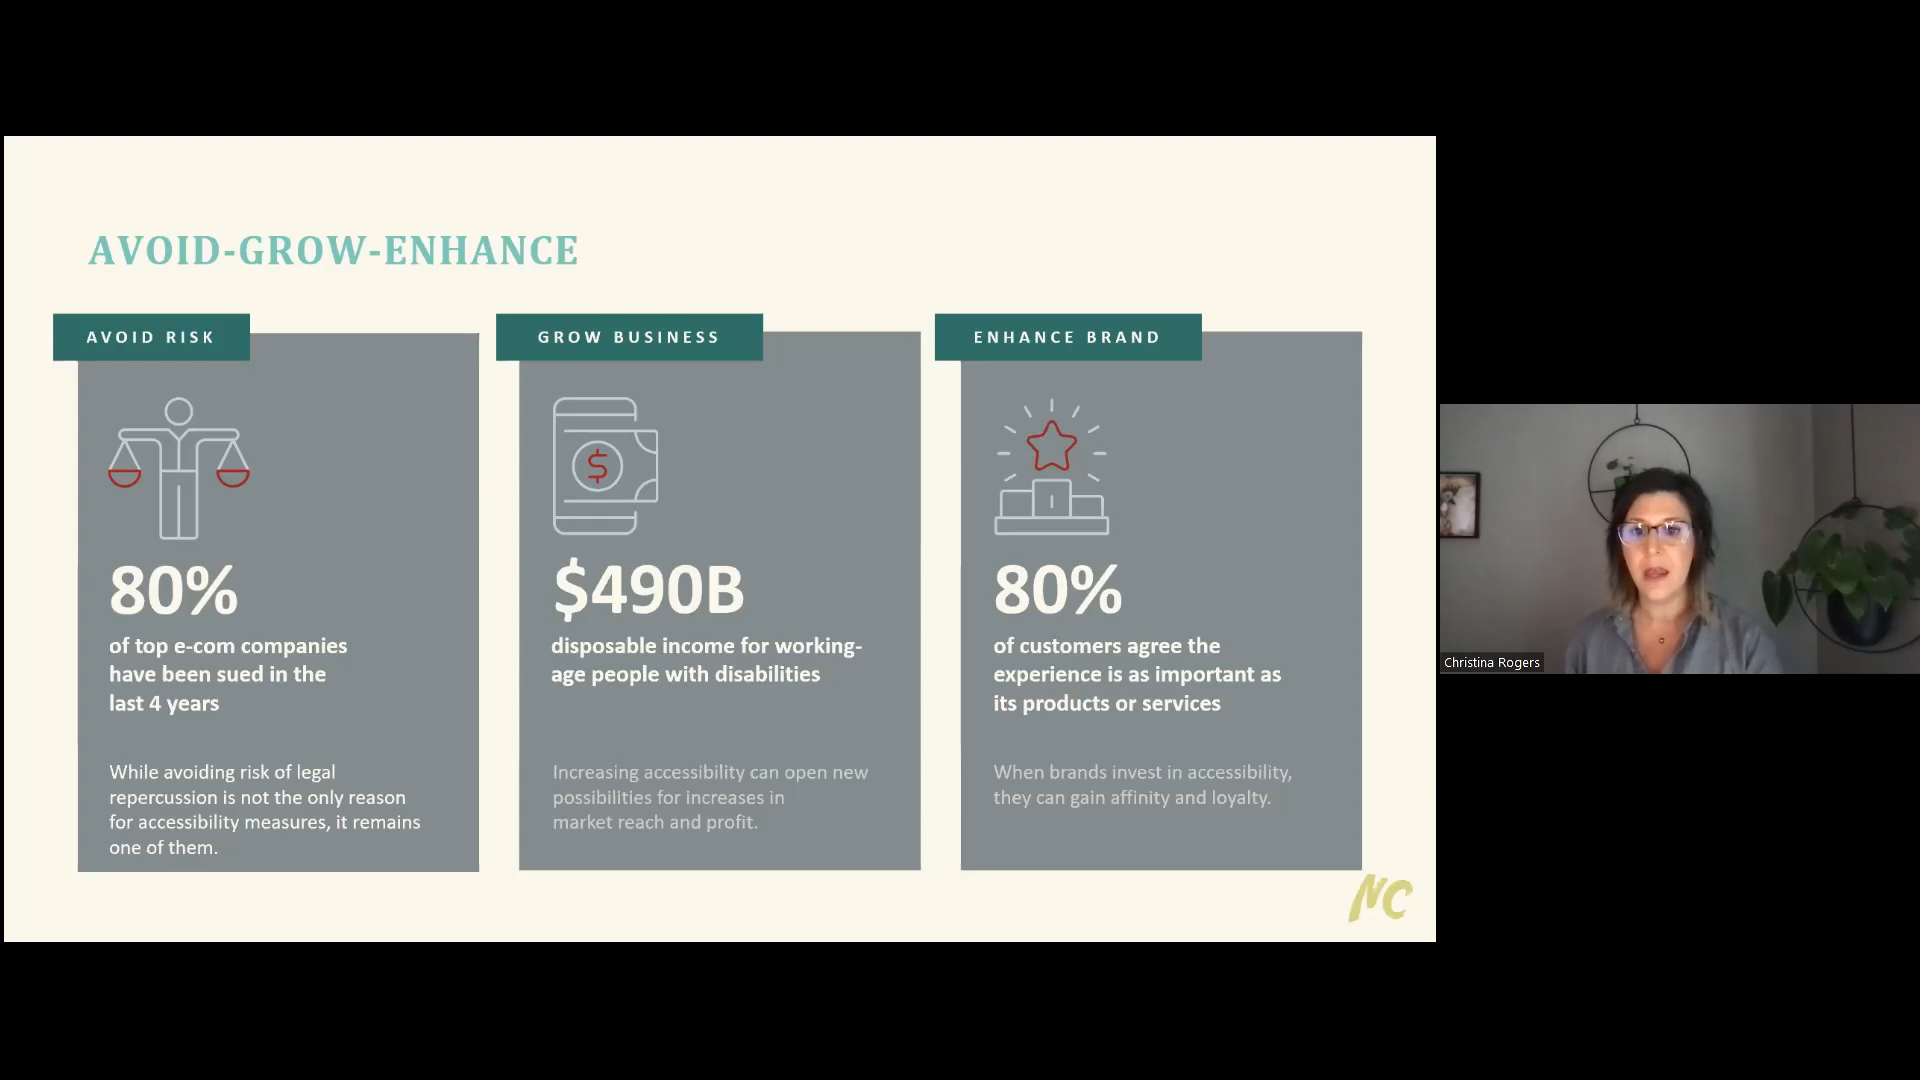 AVOID-GROW-ENHANCE
AVOID RISK
80%
of top e-com companies
have been sued in the
last 4 years
While avoiding risk of legal
repercussion is not the only reason
for accessibility measures, it remains
one of them.
GROW BUSINESS
$
$490B
disposable income for working-
age people with disabilities
Increasing accessibility can open new
possibilities for increases in
market reach and profit.
ENHANCE BRAND
80%
of customers agree the
experience is as important as
its products or services
When brands invest in accessibility,
they can gain affinity and loyalty.
NC
Christina Rogers